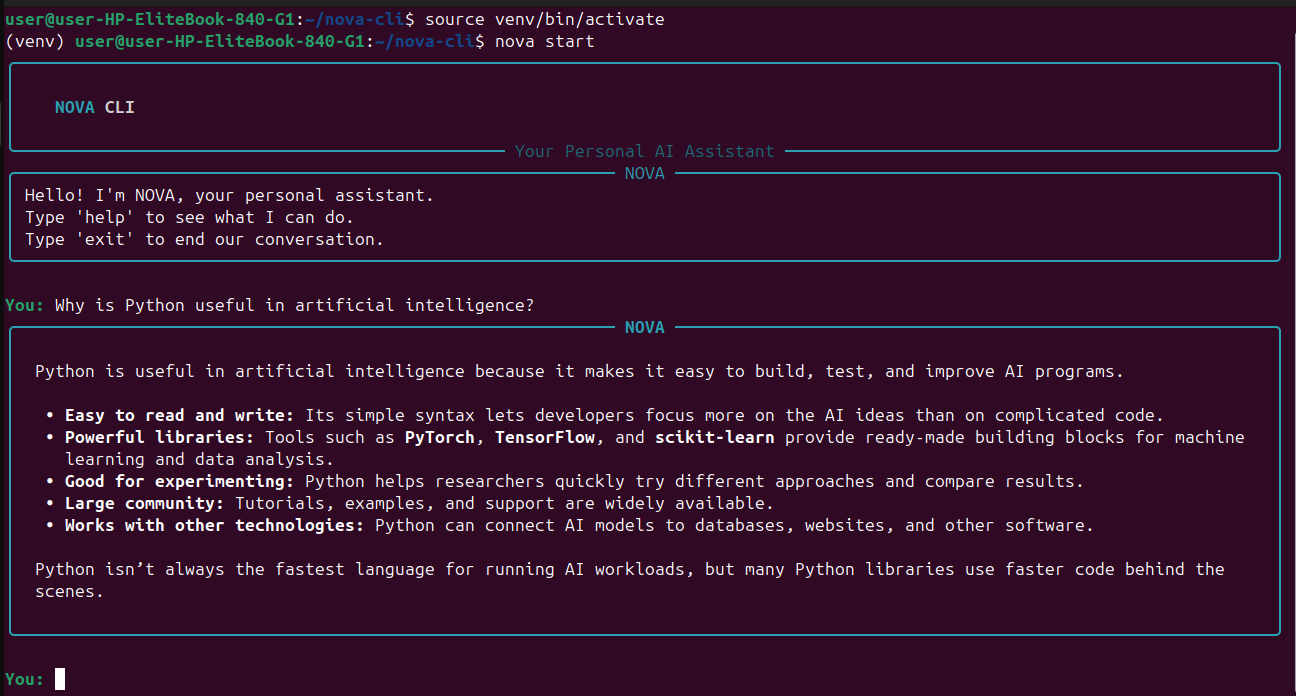 user@user-HP-EliteBook-840-G1:~/nova-cli$ source venv/bin/activate
(venv) user@user-HP-EliteBook-840-G1:~/nova-cli$ nova start
NOVA CLI
Your Personal AI Assistant
NOVA
Hello! I'm NOVA, your personal assistant.
Type 'help' to see what I can do.
Type 'exit' to end our conversation.
You: Why is Python useful in artificial intelligence?
NOVA
Python is useful in artificial intelligence because it makes it easy to build, test, and improve AI programs.
• Easy to read and write: Its simple syntax lets developers focus more on the AI ideas than on complicated code.
• Powerful libraries: Tools such as PyTorch, TensorFlow, and scikit-learn provide ready-made building blocks for machine
learning and data analysis.
• Good for experimenting: Python helps researchers quickly try different approaches and compare results.
• Large community: Tutorials, examples, and support are widely available.
• Works with other technologies: Python can connect AI models to databases, websites, and other software.
Python isn’t always the fastest language for running AI workloads, but many Python libraries use faster code behind the
scenes.
You: